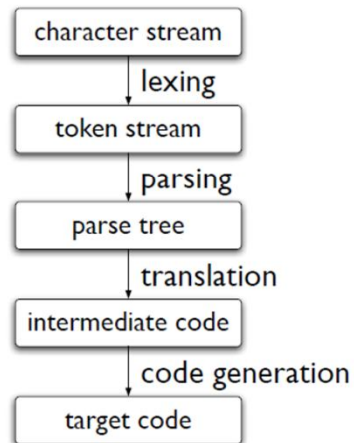 character stream
lexing
token stream
parsing
parse tree
translation
intermediate code
code generation
target code